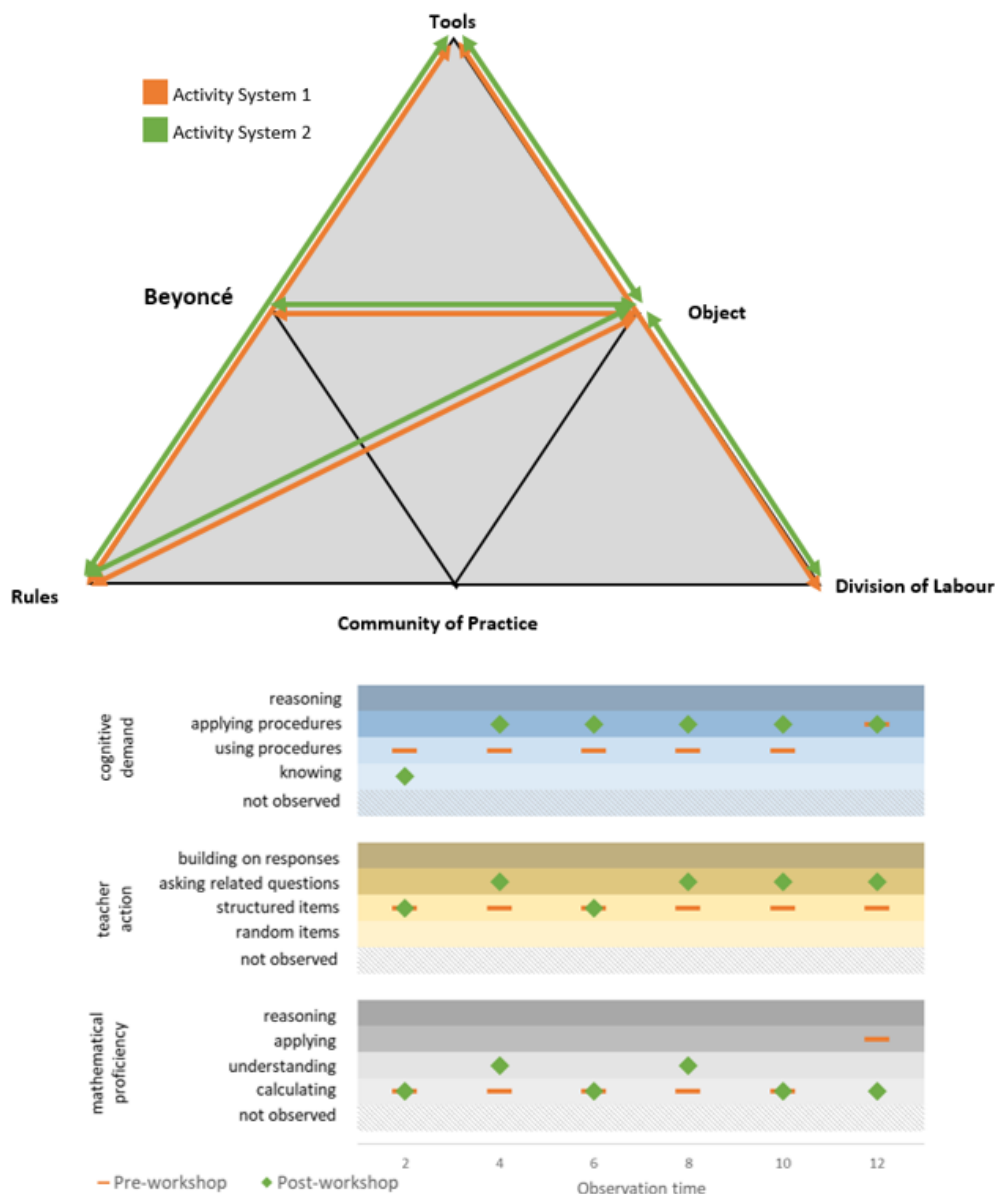 Tools
Activity System 1
Activity System 2
Beyoncé
Object
Rules
Division of Labour
Community of Practice
cognitive
demand
reasoning
applying procedures
using procedures
knowing
not observed
teacher
action
building on responses
asking related questions
structured items
random items
not observed
mathematical
proficiency
reasoning
applying
understanding
calculating
not observed
2 4 6 8 10 12
Pre-workshop Post-workshop Observation time